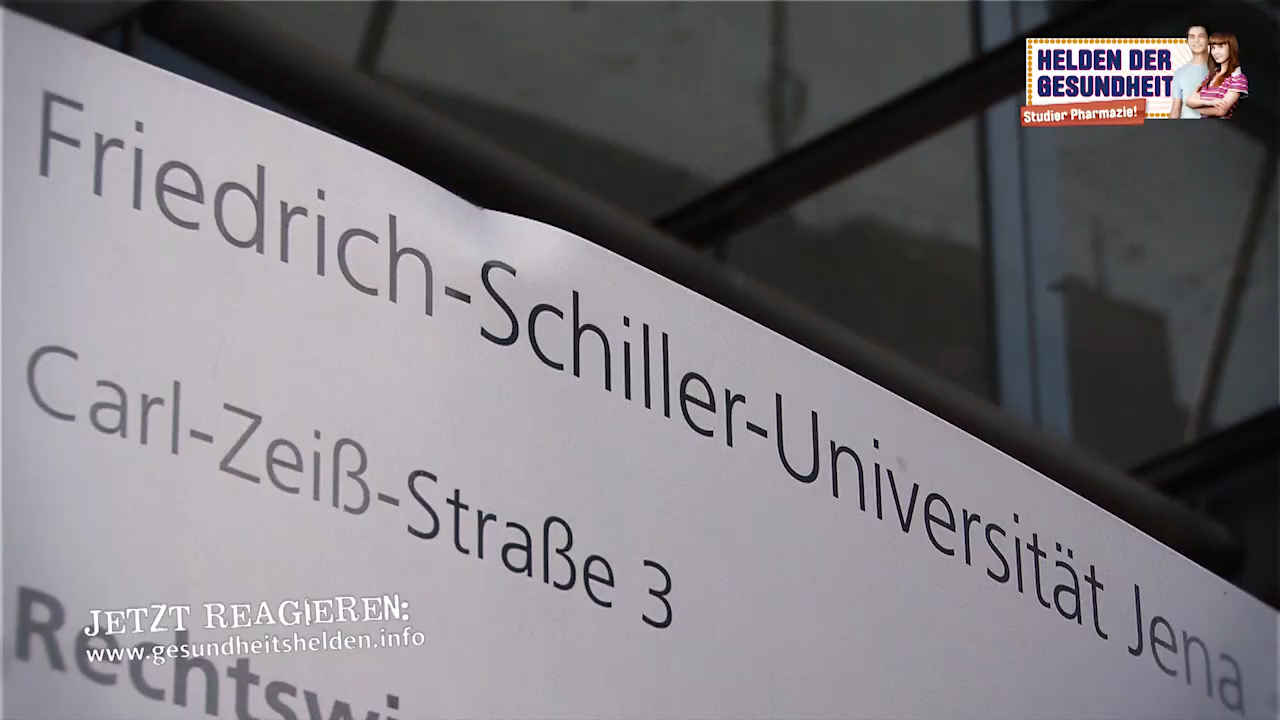 HELDEN DER
GESUNDHEIT
Studier Pharmazie!
Friedrich-Schiller-Universität Jena
Carl-Zeiß-Straße 3
JETZT REAGIEREN:
www.gesundheitshelden.info